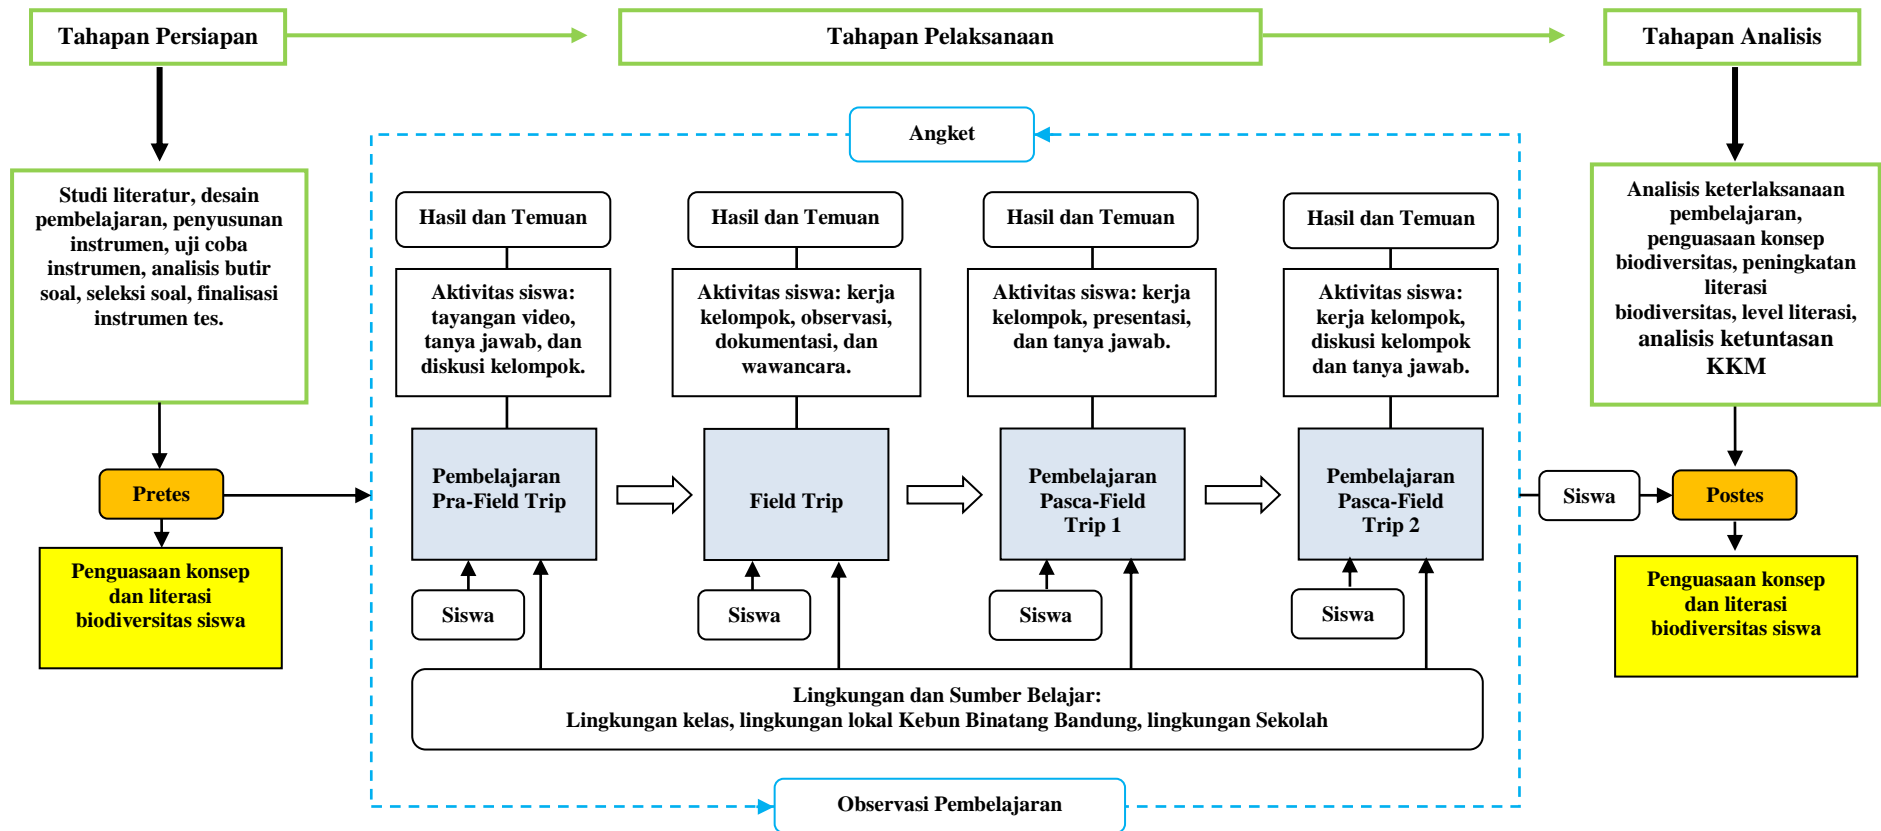 Tahapan Persiapan
Tahapan Pelaksanaan
Tahapan Analisis
Angket
Studi literatur, desain
pembelajaran, penyusunan
instrumen, uji coba
instrumen, analisis butir
soal, seleksi soal, finalisasi
instrumen tes.
Hasil dan Temuan
Hasil dan Temuan
Hasil dan Temuan
Hasil dan Temuan
Aktivitas siswa:
tayangan video,
tanya jawab, dan
diskusi kelompok.
Aktivitas siswa: kerja
kelompok, observasi,
dokumentasi, dan
wawancara.
Aktivitas siswa: kerja
kelompok, presentasi,
dan tanya jawab.
Aktivitas siswa:
kerja kelompok,
diskusi kelompok
dan tanya jawab.
Analisis keterlaksanaan
pembelajaran,
penguasaan konsep
biodiversitas, peningkatan
literasi
biodiversitas, level literasi,
analisis ketuntasan
KKM
Pretes
Pembelajaran
Pra-Field Trip
Field Trip
Pembelajaran
Pasca-Field
Trip 1
Pembelajaran
Pasca-Field
Trip 2
Siswa
Postes
Penguasaan konsep
dan literasi
biodiversitas siswa
Siswa
Siswa
Siswa
Siswa
Penguasaan konsep
dan literasi
biodiversitas siswa
Lingkungan dan Sumber Belajar:
Lingkungan kelas, lingkungan lokal Kebun Binatang Bandung, lingkungan Sekolah
Observasi Pembelajaran